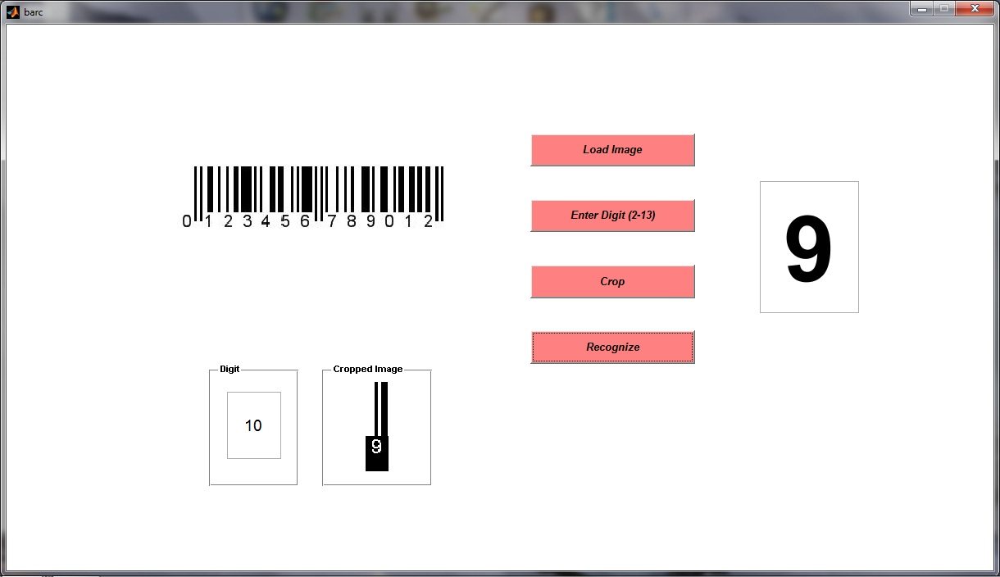 barc
Load Image
Enter Digit (2-13)
0 1 2 3 4 5 6 7 8 9 0 1 2
9
Crop
Recognize
Digit
Cropped Image
10
9